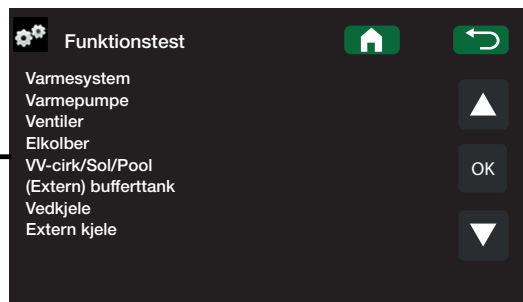 Funktionstest
Varmesystem
Varmepumpe
Ventiler
Elkolber
VV-cirk/Sol/Pool
(Extern) bufferttank
Vedkjele
Extern kjele
OK